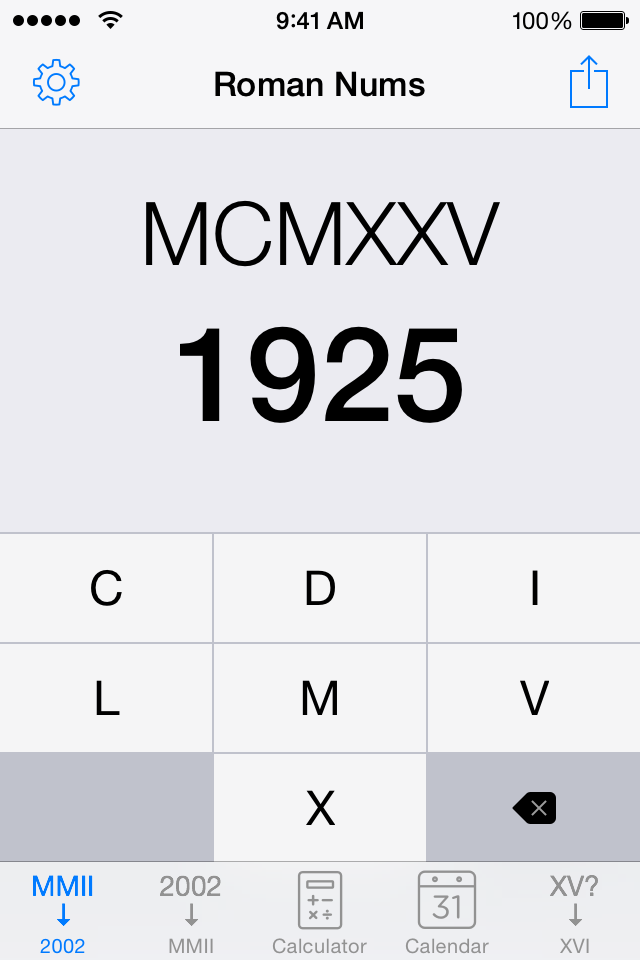 9:41 AM 100%
Roman Nums
MCMXXV
1925
C D I
L M V
X
MMII 2002 31 XV?
2002 MMII Calculator Calendar XVI